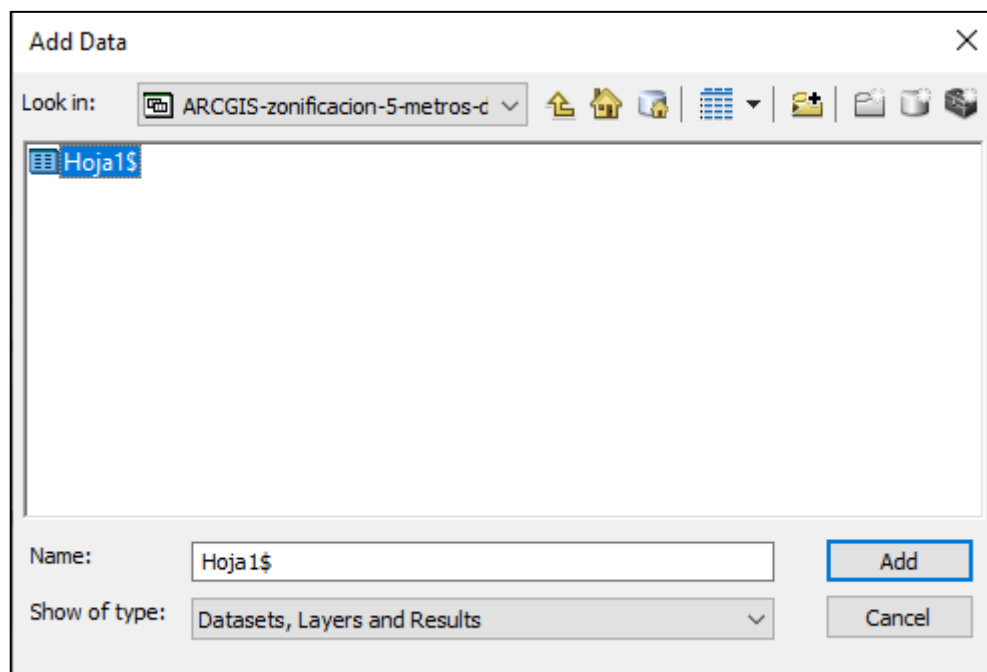 Add Data
Look in: ARCGIS-zonificacion-5-metros-d
Hoja1$
Name: Hoja1$ Add
Show of type: Datasets, Layers and Results Cancel